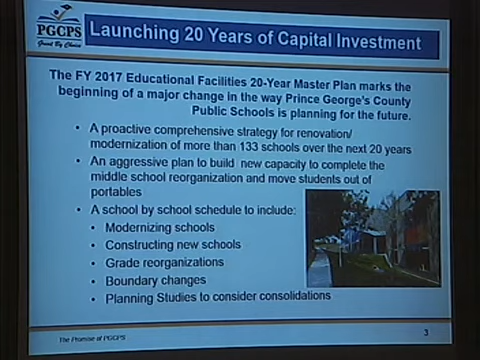 PGCPS
Great By Choice
Launching 20 Years of Capital Investment
The FY 2017 Educational Facilities 20-Year Master Plan marks the
beginning of a major change in the way Prince George's County
Public Schools is planning for the future.
• A proactive comprehensive strategy for renovation/
modernization of more than 133 schools over the next 20 years
• An aggressive plan to build new capacity to complete the
middle school reorganization and move students out of
portables
• A school by school schedule to include:
• Modernizing schools
• Constructing new schools
• Grade reorganizations
• Boundary changes
• Planning Studies to consider consolidations
The Promise of PGCPS
3